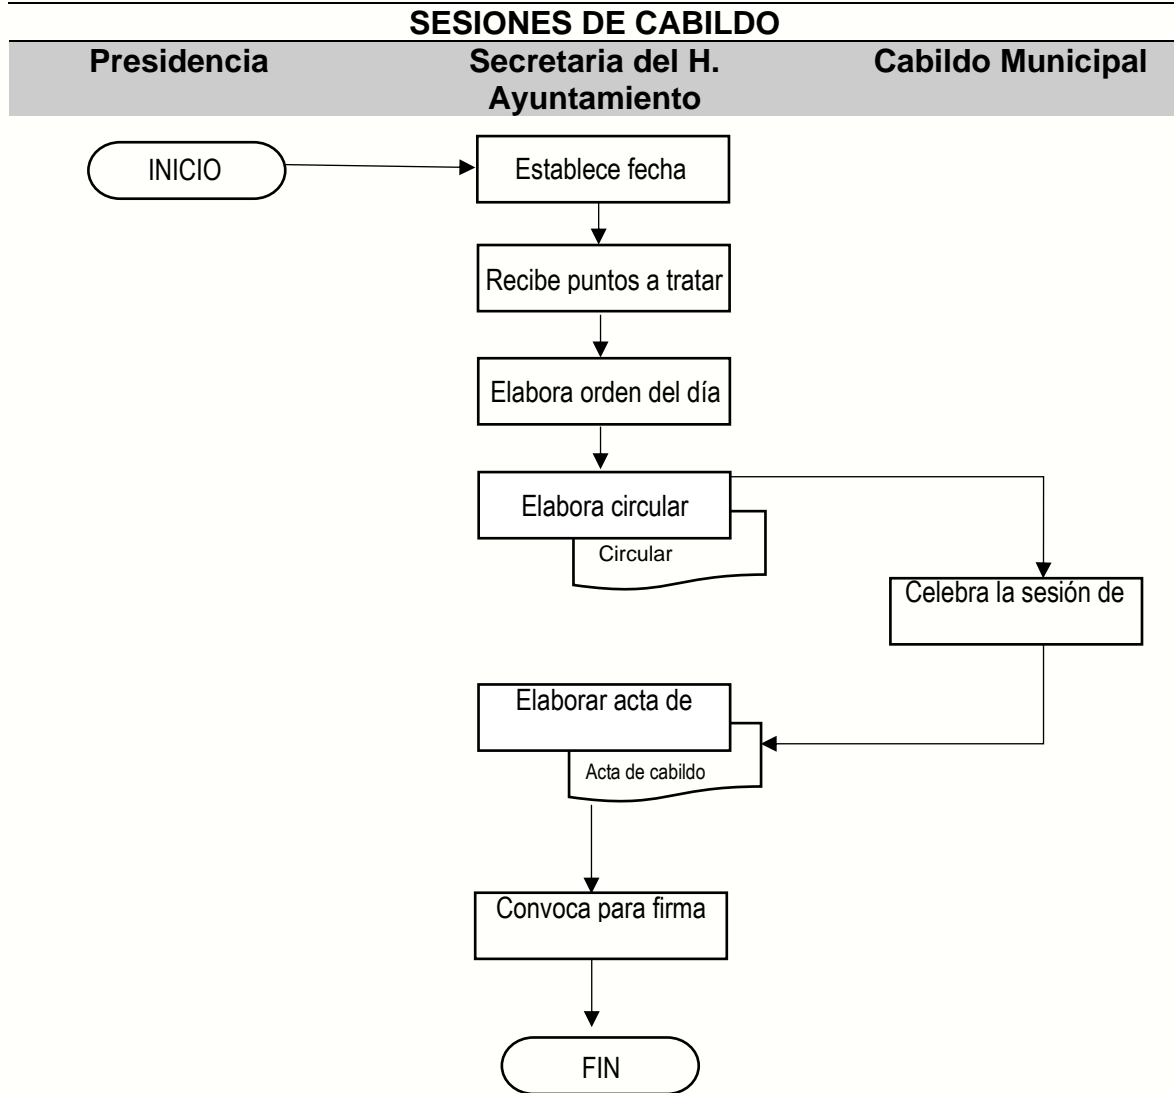 SESIONES DE CABILDO
Presidencia
Secretaria del H.
Ayuntamiento
Cabildo Municipal
INICIO
Establece fecha
Recibe puntos a tratar
Elabora orden del día
Elabora circular
Circular
Celebra la sesión de
Elaborar acta de
Acta de cabildo
Convoca para firma
FIN